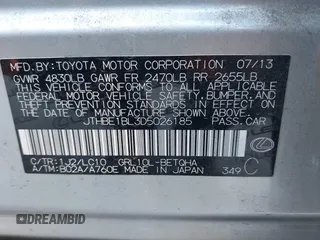 MFD. BY: TOYOTA MOTOR CORPORATION 07/13
GVWR 4830LB GAWR FR 2470LB RR 2655LB
THIS VEHICLE CONFORMS TO ALL APPLICABLE
FEDERAL MOTOR VEHICLE SAFETY, BUMPER,
AND THEFT PREVENTION STANDARDS IN EFFECT
ON THE DATE OF MANUFACTURE SHOWN ABOVE.
JTHBE1BL3D5026185 PASS.CAR
C/TR:1J2/LC10 GRL10L-BETQHA
A/TM:B02A/A760E MADE IN JAPAN 349 C
DREAMBID